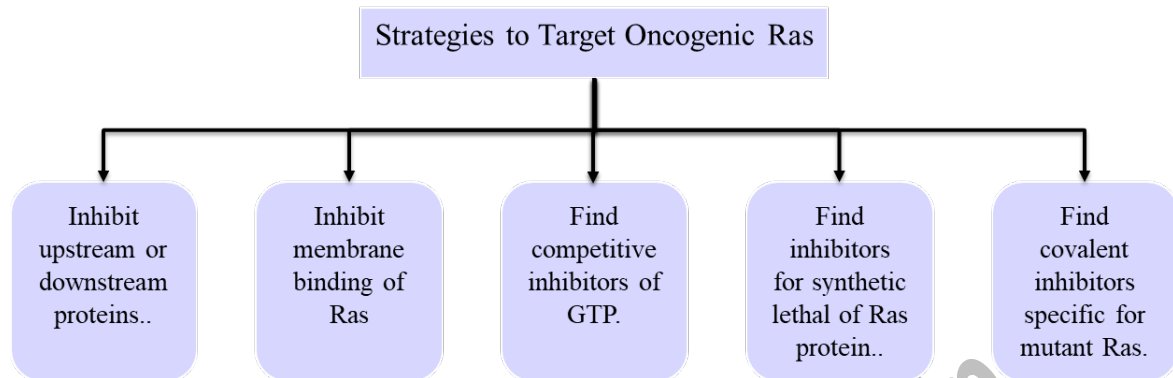 Strategies to Target Oncogenic Ras
Inhibit
upstream or
downstream
proteins..
Inhibit
membrane
binding of
Ras
Find
competitive
inhibitors of
GTP.
Find
inhibitors
for synthetic
lethal of Ras
protein..
Find
covalent
inhibitors
specific for
mutant Ras.